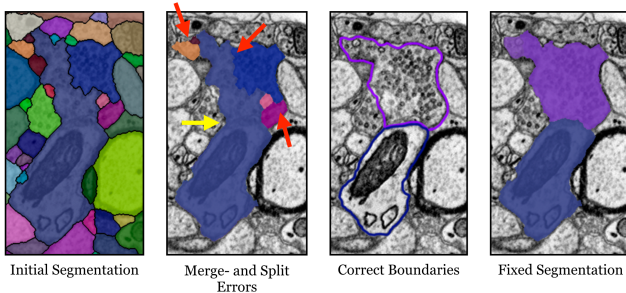 Initial Segmentation
Merge- and Split
Errors
Correct Boundaries
Fixed Segmentation